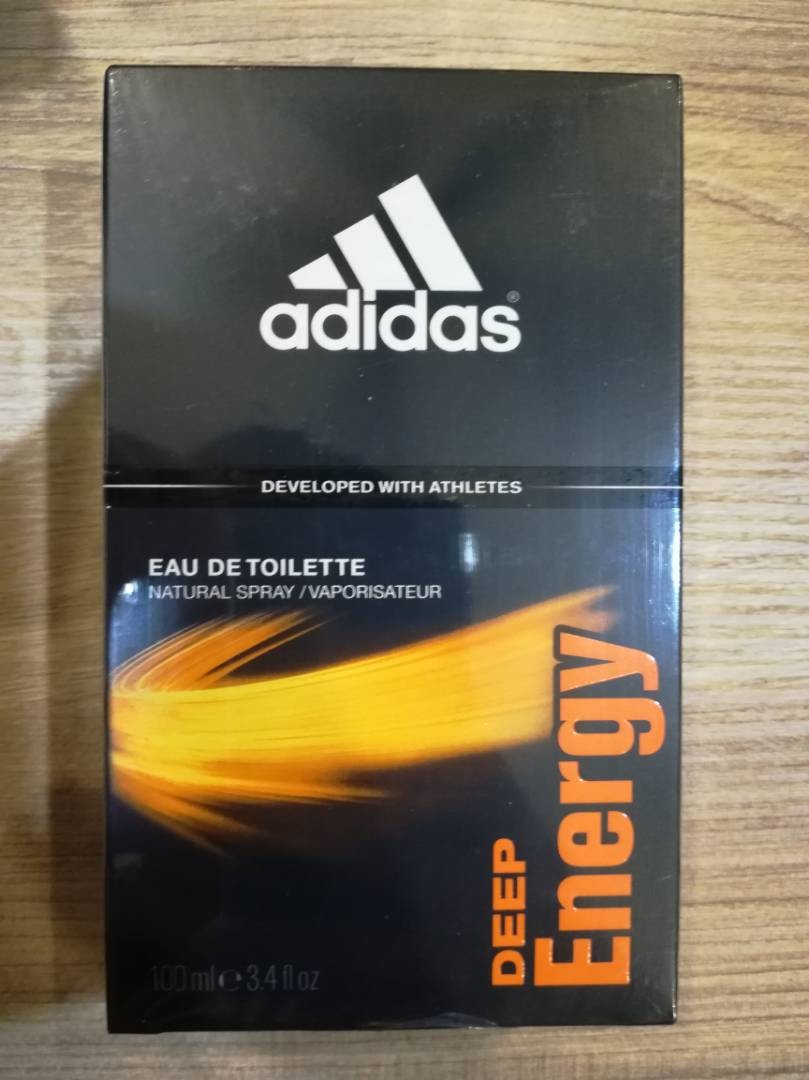 adidas®
DEVELOPED WITH ATHLETES
EAU DE TOILETTE
NATURAL SPRAY / VAPORISATEUR
DEEP
Energy
100 ml ℮ 3.4 fl oz